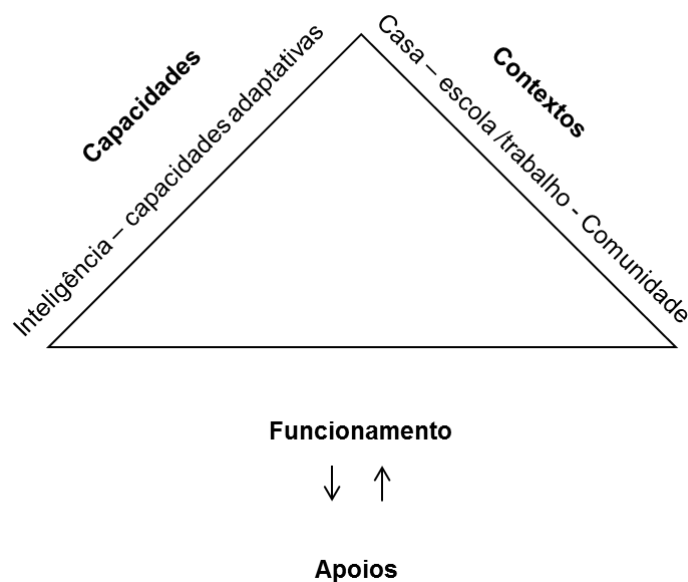 Capacidades
Inteligência – capacidades adaptativas
Contextos
Casa – escola /trabalho - Comunidade
Funcionamento
Apoios